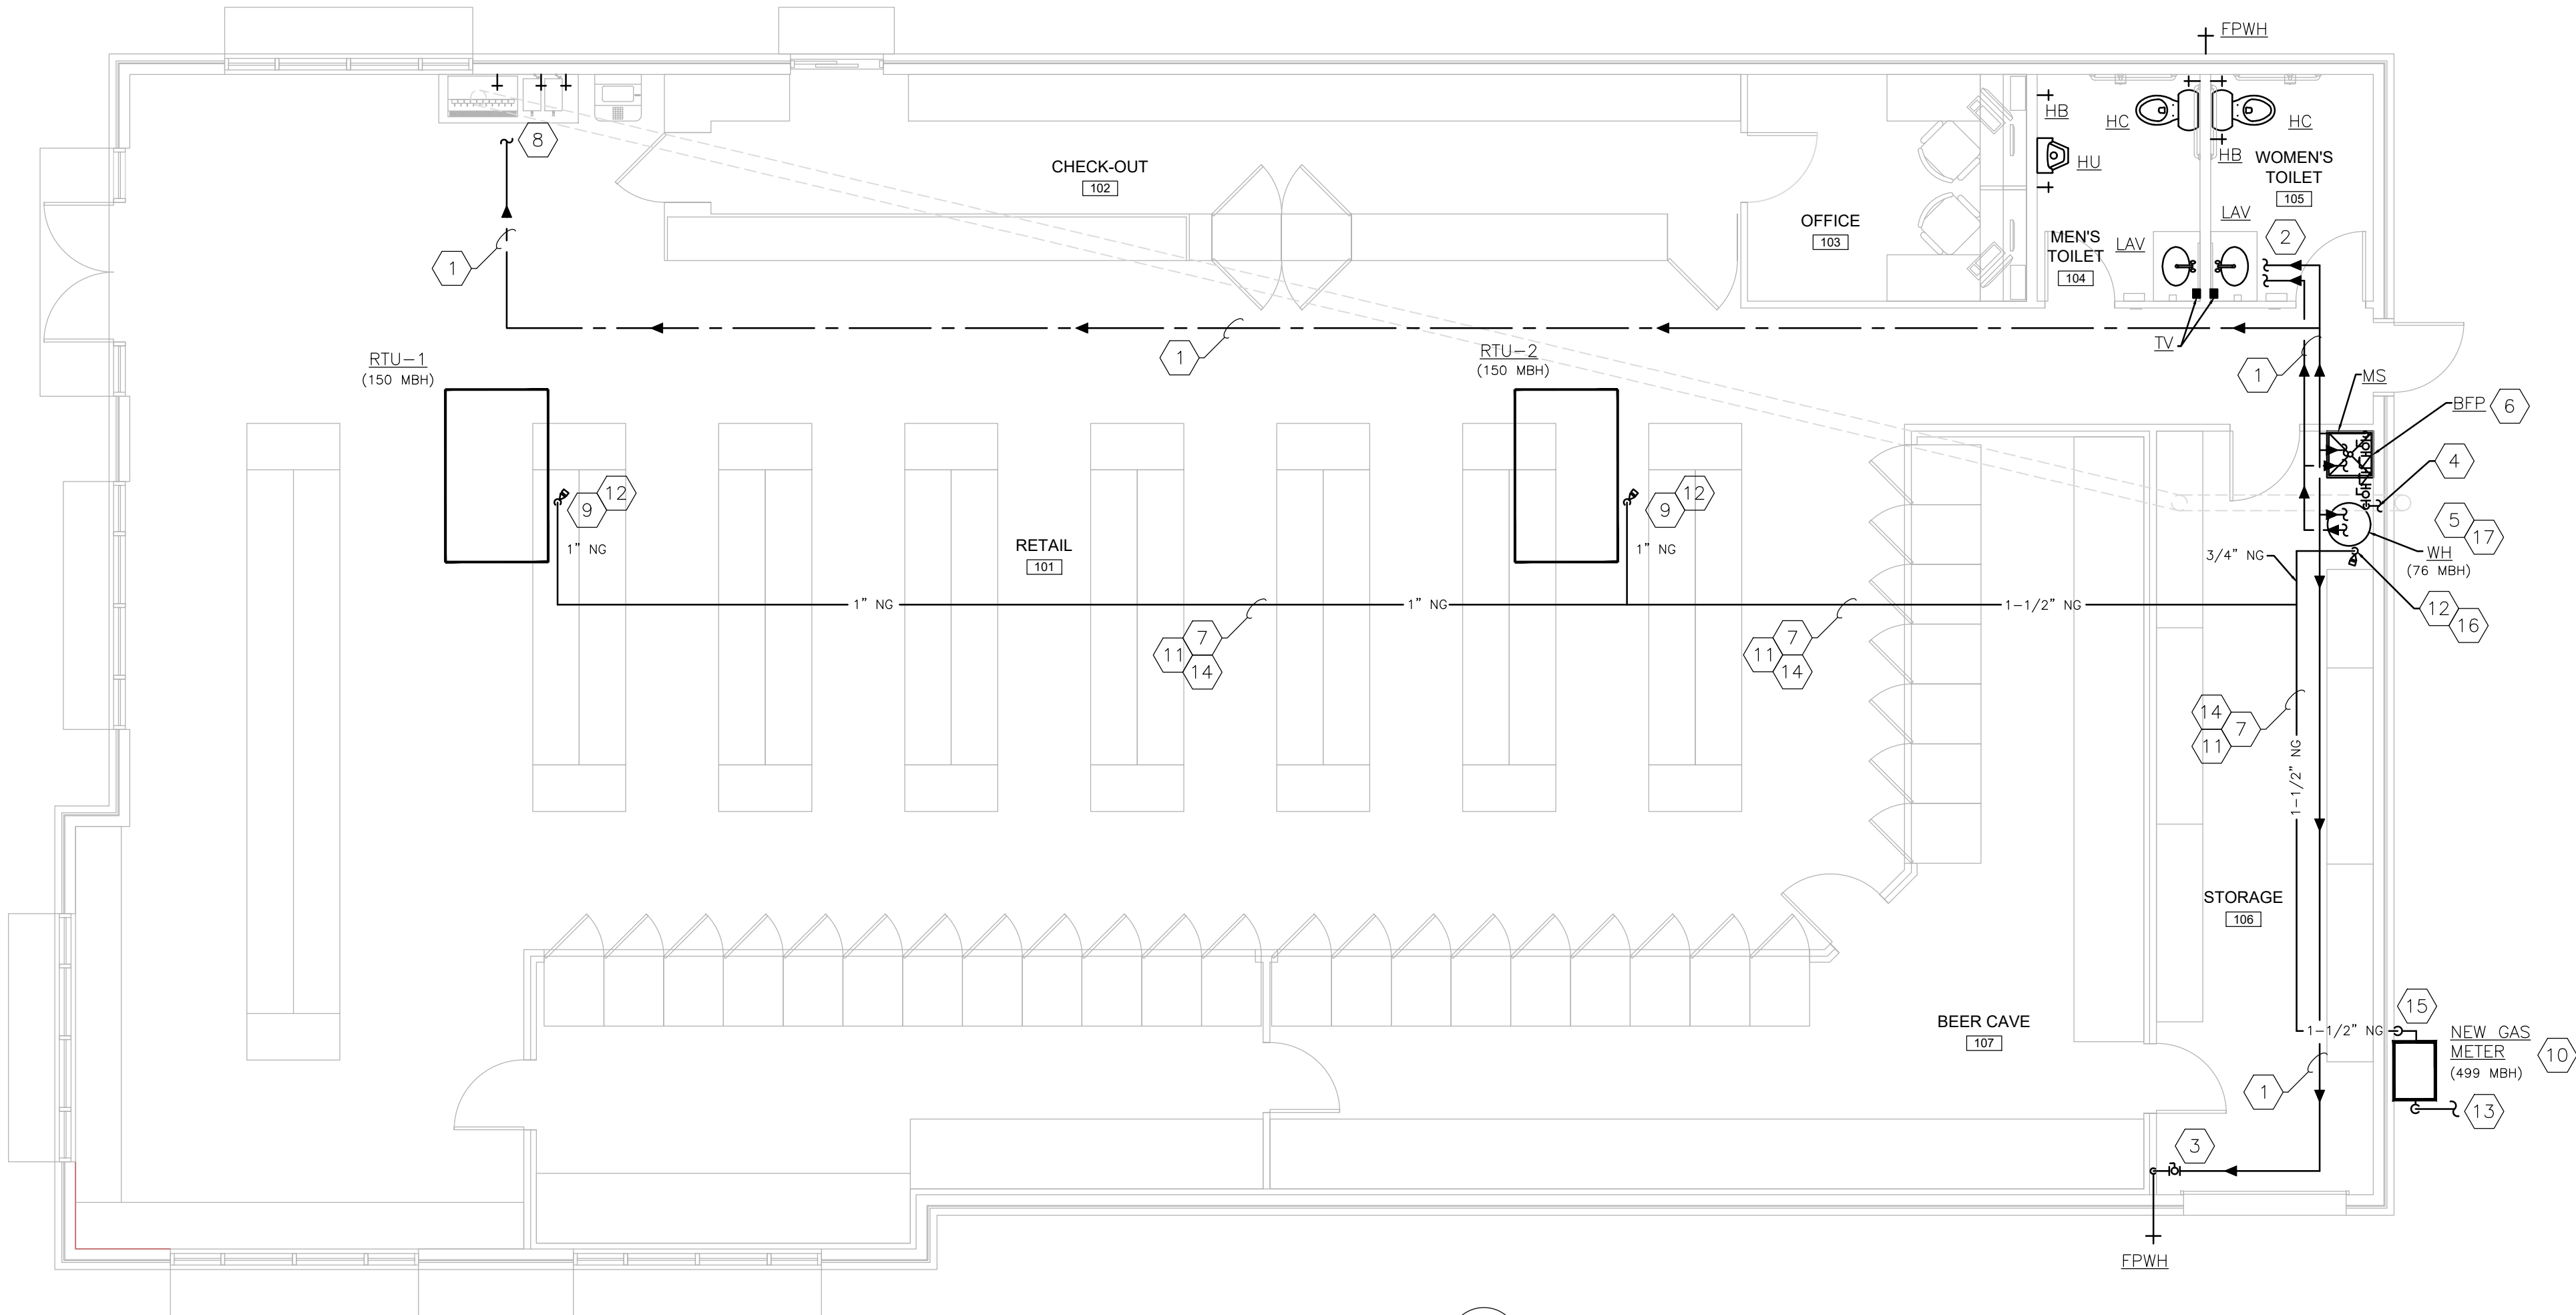 FPWH
8
HB
HC
HC
HU
HB
WOMEN'S
TOILET
105
CHECK-OUT
102
OFFICE
103
LAV
MEN'S
TOILET
104
LAV
2
1
1
RTU-1
(150 MBH)
RTU-2
(150 MBH)
TV
1
MS
BFP
6
4
9
12
1" NG
9
12
1" NG
RETAIL
101
5
17
3/4" NG
WH
(76 MBH)
1" NG
1" NG
1-1/2" NG
12
16
7
11
14
7
11
14
14
7
11
1-1/2" NG
STORAGE
106
BEER CAVE
107
15
1-1/2" NG
NEW GAS
METER
(499 MBH)
10
1
13
3
FPWH